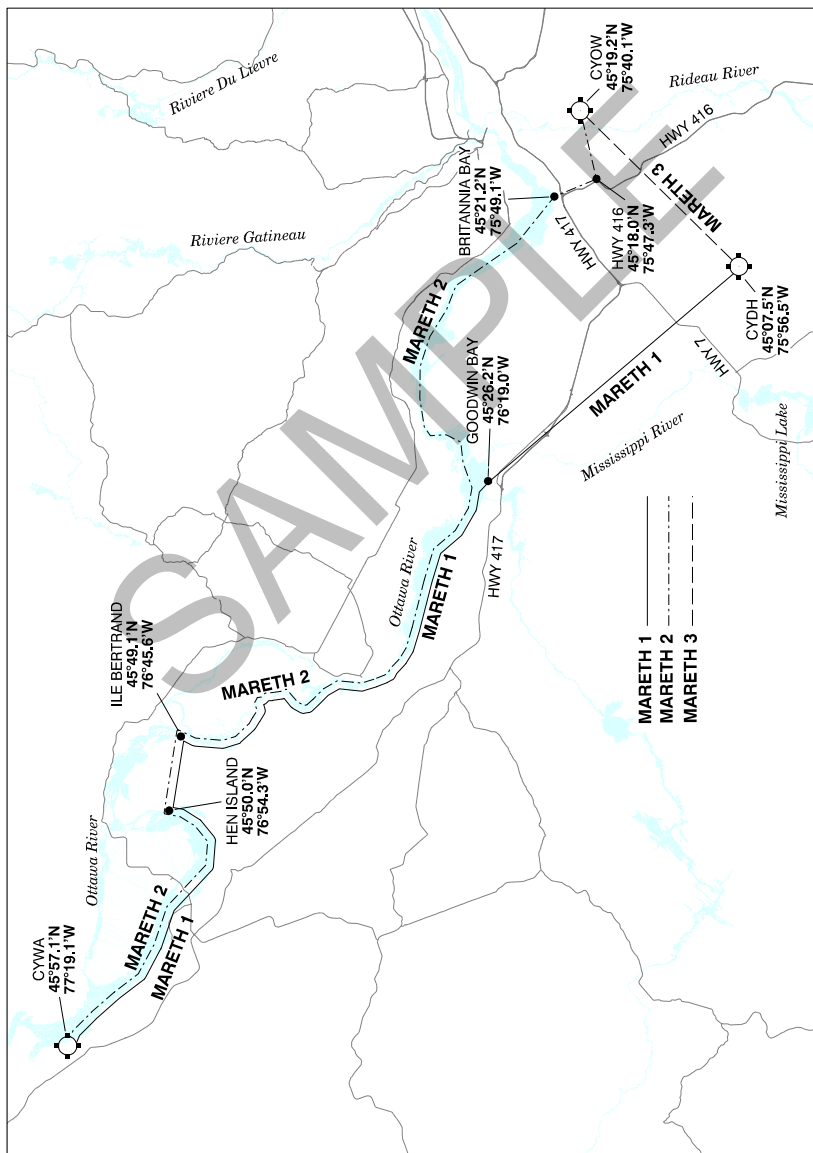 CYWA
45°57.1'N
77°19.1'W
Ottawa River
MARETH 2
MARETH 1
HEN ISLAND
45°50.0'N
76°54.3'W
ILE BERTRAND
45°49.1'N
76°45.6'W
MARETH 2
Ottawa River
MARETH 1
HWY 417
GOODWIN BAY
45°26.2'N
76°19.0'W
MARETH 2
Riviere Gatineau
Riviere Du Lievre
BRITANNIA BAY
45°21.2'N
75°49.1'W
HWY 417
HWY 416
45°18.0'N
75°47.3'W
CYOW
45°19.2'N
75°40.1'W
Rideau River
HWY 416
MARETH 3
MARETH 1
HWY 7
CYDH
45°07.5'N
75°56.5'W
Mississippi River
Mississippi Lake
MARETH 1
MARETH 2
MARETH 3
SAMPLE